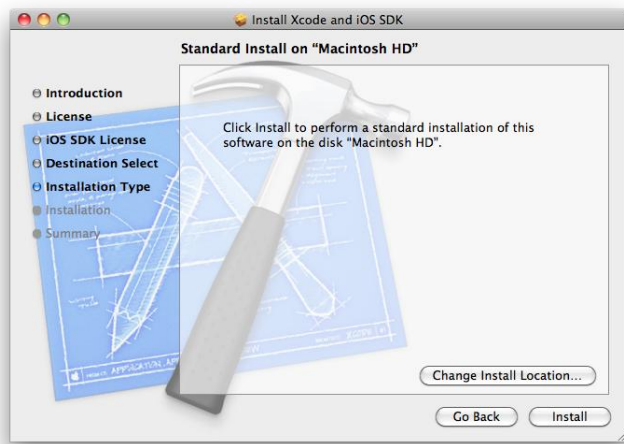 Install Xcode and iOS SDK
Standard Install on “Macintosh HD”
Introduction
License
iOS SDK License
Destination Select
Installation Type
Installation
Summary
Click Install to perform a standard installation of this
software on the disk “Macintosh HD”.
Change Install Location...
Go Back
Install